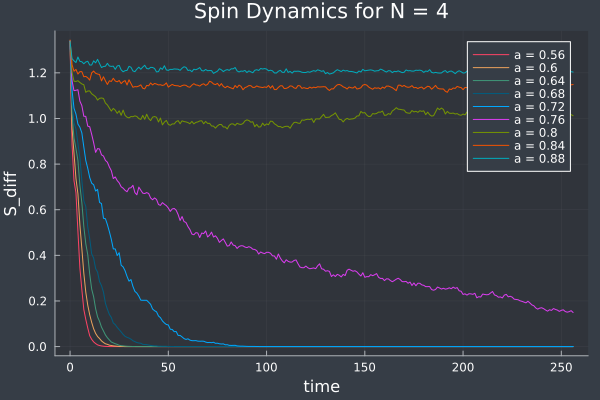 Spin Dynamics for N = 4
S_diff
1.2
1.0
0.8
0.6
0.4
0.2
0.0
0
50
100
150
200
250
time
a = 0.56
a = 0.6
a = 0.64
a = 0.68
a = 0.72
a = 0.76
a = 0.8
a = 0.84
a = 0.88